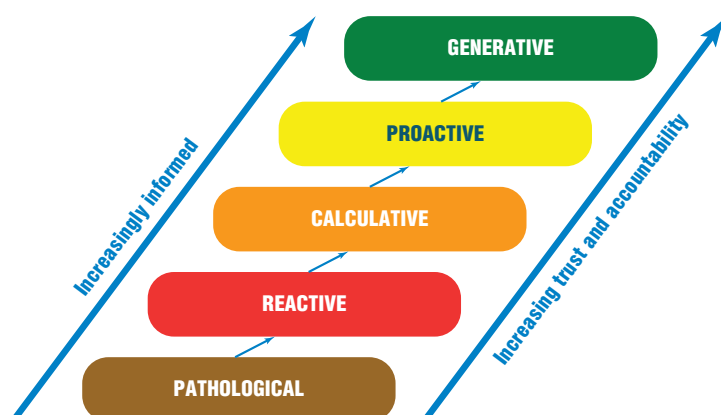 GENERATIVE
PROACTIVE
CALCULATIVE
REACTIVE
PATHOLOGICAL
Increasingly informed
Increasing trust and accountability